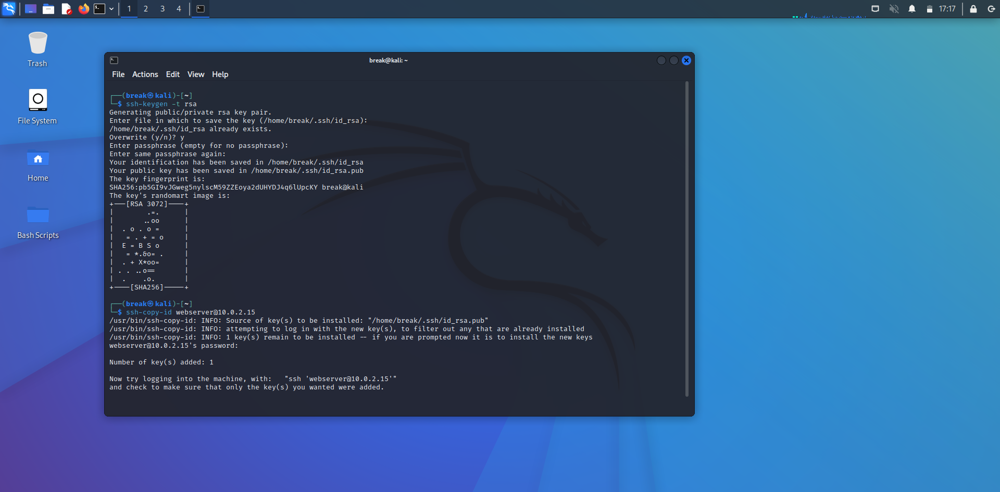 1 2 3 4
17:17
Trash
File System
Home
Bash Scripts
break@kali: ~
File Actions Edit View Help
┌──(break㉿kali)-[~]
└─$ ssh-keygen -t rsa
Generating public/private rsa key pair.
Enter file in which to save the key (/home/break/.ssh/id_rsa):
/home/break/.ssh/id_rsa already exists.
Overwrite (y/n)? y
Enter passphrase (empty for no passphrase):
Enter same passphrase again:
Your identification has been saved in /home/break/.ssh/id_rsa
Your public key has been saved in /home/break/.ssh/id_rsa.pub
The key fingerprint is:
SHA256:pb5GI9vJGweg5nylscM59ZZEoya2dUHYDJ4q6lUpcKY break@kali
The key's randomart image is:
+---[RSA 3072]----+
|        .=.      |
|       ..oo      |
|  . o . o =      |
|   = . + = o     |
|  E = B S o      |
|   = *.&o= .     |
|  . + X*oo=      |
| . . ..o==       |
|  .    .o.       |
+----[SHA256]-----+
┌──(break㉿kali)-[~]
└─$ ssh-copy-id webserver@10.0.2.15
/usr/bin/ssh-copy-id: INFO: Source of key(s) to be installed: "/home/break/.ssh/id_rsa.pub"
/usr/bin/ssh-copy-id: INFO: attempting to log in with the new key(s), to filter out any that are already installed
/usr/bin/ssh-copy-id: INFO: 1 key(s) remain to be installed -- if you are prompted now it is to install the new keys
webserver@10.0.2.15's password:
Number of key(s) added: 1
Now try logging into the machine, with:   "ssh 'webserver@10.0.2.15'"
and check to make sure that only the key(s) you wanted were added.